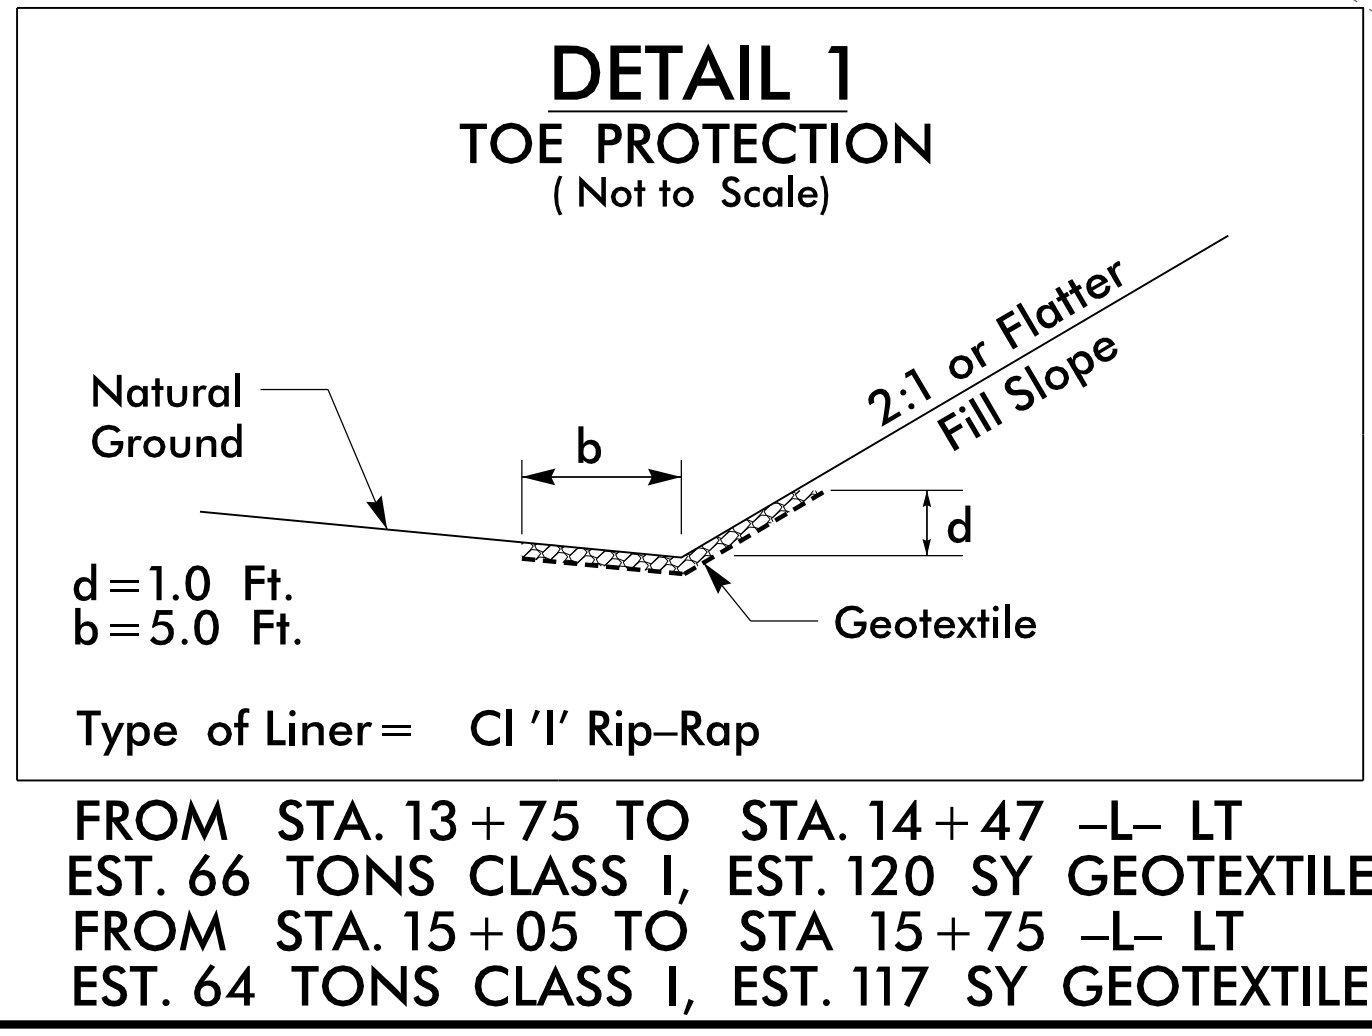 DETAIL 1
TOE PROTECTION
( Not to Scale)
2:1 or Flatter
Fill Slope
Natural
Ground
b
d
d=1.0 Ft.
b=5.0 Ft.
Geotextile
Type of Liner= Cl 'I' Rip-Rap
FROM STA. 13+75 TO STA. 14+47 -L- LT
EST. 66 TONS CLASS I, EST. 120 SY GEOTEXTILE
FROM STA. 15+05 TO STA 15+75 -L- LT
EST. 64 TONS CLASS I, EST. 117 SY GEOTEXTILE